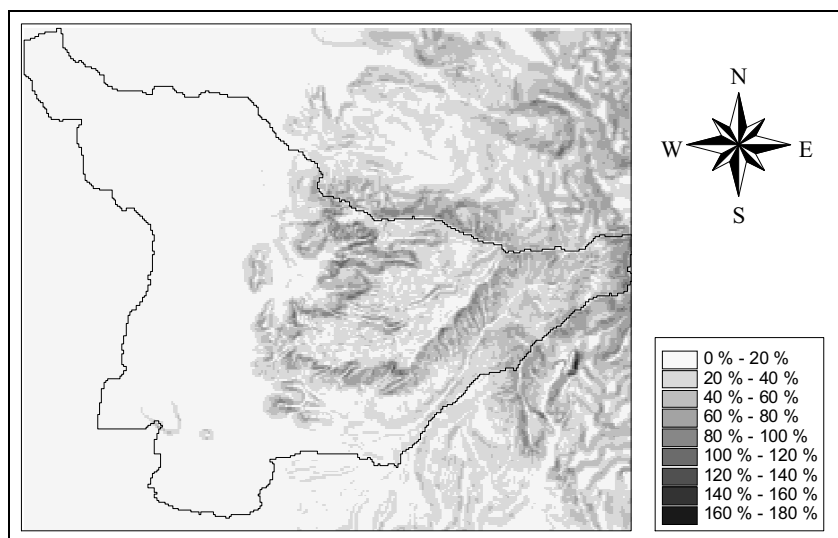 N
W E
S
0 % - 20 %
20 % - 40 %
40 % - 60 %
60 % - 80 %
80 % - 100 %
100 % - 120 %
120 % - 140 %
140 % - 160 %
160 % - 180 %